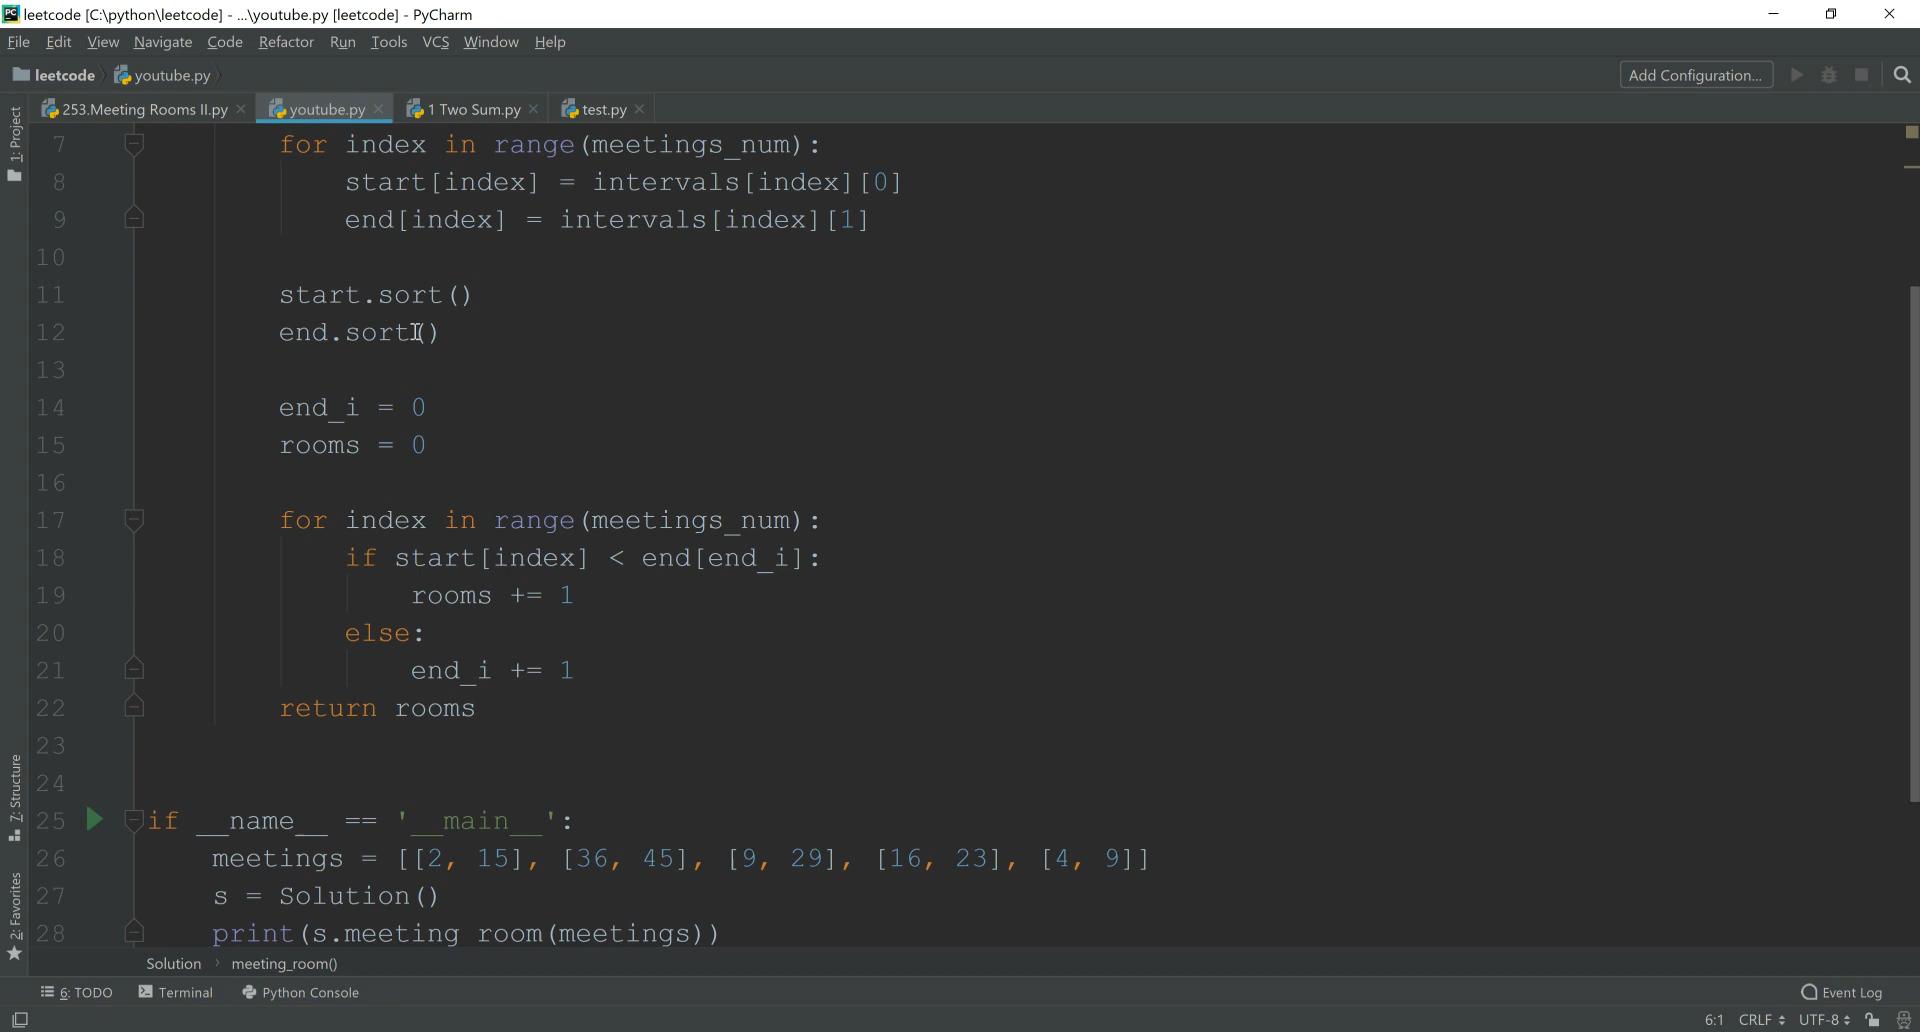 leetcode [C:\python\leetcode] - ...\youtube.py [leetcode] - PyCharm
File Edit View Navigate Code Refactor Run Tools VCS Window Help
leetcode youtube.py Add Configuration...
253.Meeting Rooms II.py youtube.py 1 Two Sum.py test.py
1: Project
7 for index in range(meetings_num):
8 start[index] = intervals[index][0]
9 end[index] = intervals[index][1]
10
11 start.sort()
12 end.sort()
13
14 end_i = 0
15 rooms = 0
16
17 for index in range(meetings_num):
18 if start[index] < end[end_i]:
19 rooms += 1
20 else:
21 end_i += 1
22 return rooms
23
24
25 if __name__ == '__main__':
26 meetings = [[2, 15], [36, 45], [9, 29], [16, 23], [4, 9]]
27 s = Solution()
28 print(s.meeting_room(meetings))
7: Structure
2: Favorites
Solution › meeting_room()
6: TODO Terminal Python Console Event Log
6:1 CRLF UTF-8